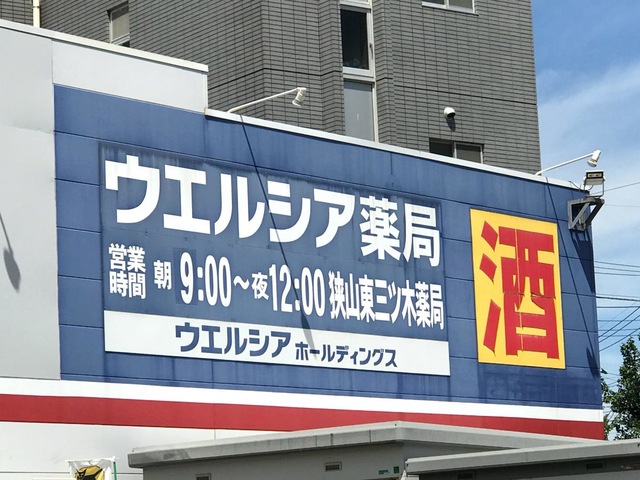 ウエルシア薬局
営業時間 朝9:00～夜12:00 狭山東三ツ木薬局
ウエルシア ホールディングス
酒